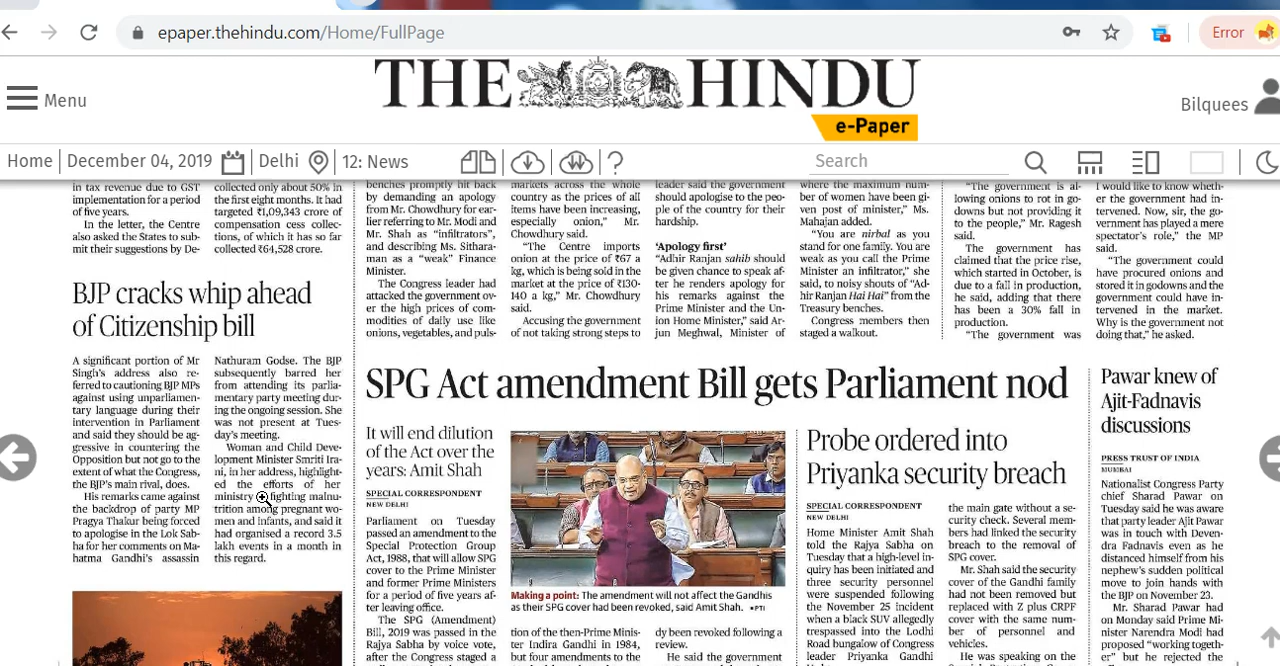 epaper.thehindu.com/Home/FullPage
Error
Menu
THE HINDU
e-Paper
Bilquees
Home
December 04, 2019
Delhi
12: News
?
Search
in tax revenue due to GST
implementation for a period
of five years.
In the letter, the Centre
also asked the States to sub-
mit their suggestions by De-
collected only about 50% in
the first eight months. It had
targeted ₹1,09,343 crore of
compensation cess collec-
tions, of which it has so far
collected ₹64,528 crore.
BJP cracks whip ahead
of Citizenship bill
A significant portion of Mr
Singh's address also re-
ferred to cautioning BJP MPs
against using unparliamen-
tary language during their
intervention in Parliament
and said they should be ag-
gressive in countering the
Opposition but not go to the
extent of what the Congress,
the BJP's main rival, does.
His remarks came against
the backdrop of party MP
Pragya Thakur being forced
to apologise in the Lok Sab-
ha for her comments on Ma-
hatma Gandhi's assassin
Nathuram Godse. The BJP
subsequently barred her
from attending its parlia-
mentary party meeting dur-
ing the ongoing session. She
was not present at Tues-
day's meeting.
Woman and Child Deve-
lopment Minister Smriti Ira-
ni, in her address, highlight-
ed the efforts of her
ministry fighting malnu-
trition among pregnant wo-
men and infants, and said it
had organised a record 3.5
lakh events in a month in
this regard.
benches promptly hit back
by demanding an apology
from Mr. Chowdhury for ear-
lier referring to Mr. Modi and
Mr. Shah as "infiltrators",
and describing Ms. Sithara-
man as a "weak" Finance
Minister.
The Congress leader had
attacked the government ov-
er the high prices of com-
modities of daily use like
onions, vegetables, and puls-
markets across the whole
country as the prices of all
items have been increasing,
especially onion," Mr.
Chowdhury said.
"The Centre imports
onion at the price of ₹67 a
kg, which is being sold in the
market at the price of ₹130-
140 a kg," Mr. Chowdhury
said.
Accusing the government
of not taking strong steps to
leader said the government
should apologise to the peo-
ple of the country for their
hardship.
'Apology first'
"Adhir Ranjan sahib should
be given chance to speak af-
ter he renders apology for
his remarks against the
Prime Minister and the Un-
ion Home Minister," said Ar-
jun Meghwal, Minister of
where the maximum num-
ber of women have been giv-
en post of minister," Ms.
Mahajan added.
"You are nirbal as you
stand for one family. You are
weak as you call the Prime
Minister an infiltrator," she
said, to noisy shouts of "Ad-
hir Ranjan Hai Hai" from the
Treasury benches.
Congress members then
staged a walkout.
"The government is al-
lowing onions to rot in go-
downs but not providing it
to the people," Mr. Ragesh
said.
The government has
claimed that the price rise,
which started in October, is
due to a fall in production,
he said, adding that there
has been a 30% fall in
production.
"The government was
I would like to know wheth-
er the government had in-
tervened. Now, sir, the go-
vernment has played a mere
spectator's role," the MP
said.
"The government could
have procured onions and
stored it in godowns and the
government could have in-
tervened in the market.
Why is the government not
doing that," he asked.
SPG Act amendment Bill gets Parliament nod
It will end dilution
of the Act over the
years: Amit Shah
SPECIAL CORRESPONDENT
NEW DELHI
Parliament on Tuesday
passed an amendment to the
Special Protection Group
Act, 1988, that will allow SPG
cover to the Prime Minister
and former Prime Ministers
for a period of five years af-
ter leaving office.
The SPG (Amendment)
Bill, 2019 was passed in the
Rajya Sabha by voice vote,
after the Congress staged a
Making a point: The amendment will not affect the Gandhis
as their SPG cover had been revoked, said Amit Shah. •PTI
tion of the then-Prime Minis-
ter Indira Gandhi in 1984,
but four amendments to the
dy been revoked following a
review.
He said the government
Probe ordered into
Priyanka security breach
SPECIAL CORRESPONDENT
NEW DELHI
Home Minister Amit Shah
told the Rajya Sabha on
Tuesday that a high-level in-
quiry has been initiated and
three security personnel
were suspended following
the November 25 incident
when a black SUV allegedly
trespassed into the Lodhi
Road bungalow of Congress
leader Priyanka Gandhi
the main gate without a se-
curity check. Several mem-
bers had linked the security
breach to the removal of
SPG cover.
Mr. Shah said the security
cover of the Gandhi family
had not been removed but
replaced with Z plus CRPF
cover with the same num-
ber of personnel and
vehicles.
He was speaking on the
Pawar knew of
Ajit-Fadnavis
discussions
PRESS TRUST OF INDIA
MUMBAI
Nationalist Congress Party
chief Sharad Pawar on
Tuesday said he was aware
that party leader Ajit Pawar
was in touch with Deven-
dra Fadnavis even as he
distanced himself from his
nephew's sudden political
move to join hands with
the BJP on November 23.
Mr. Sharad Pawar had
on Monday said Prime Mi-
nister Narendra Modi had
proposed "working togeth-
er" but he rejected the